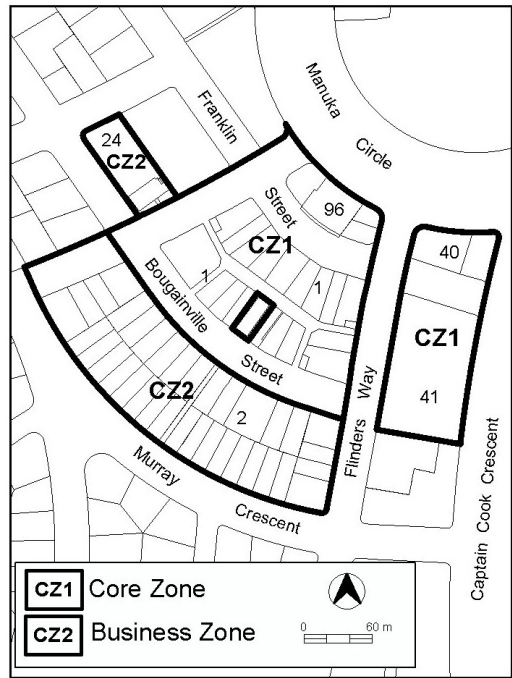 Manuka
Circle
Franklin
Street
24
CZ2
96
CZ1
40
1
1
Bougainville
Street
CZ1
41
CZ2
2
Flinders Way
Murray
Crescent
Captain Cook Crescent
CZ1 Core Zone
CZ2 Business Zone
0 60 m